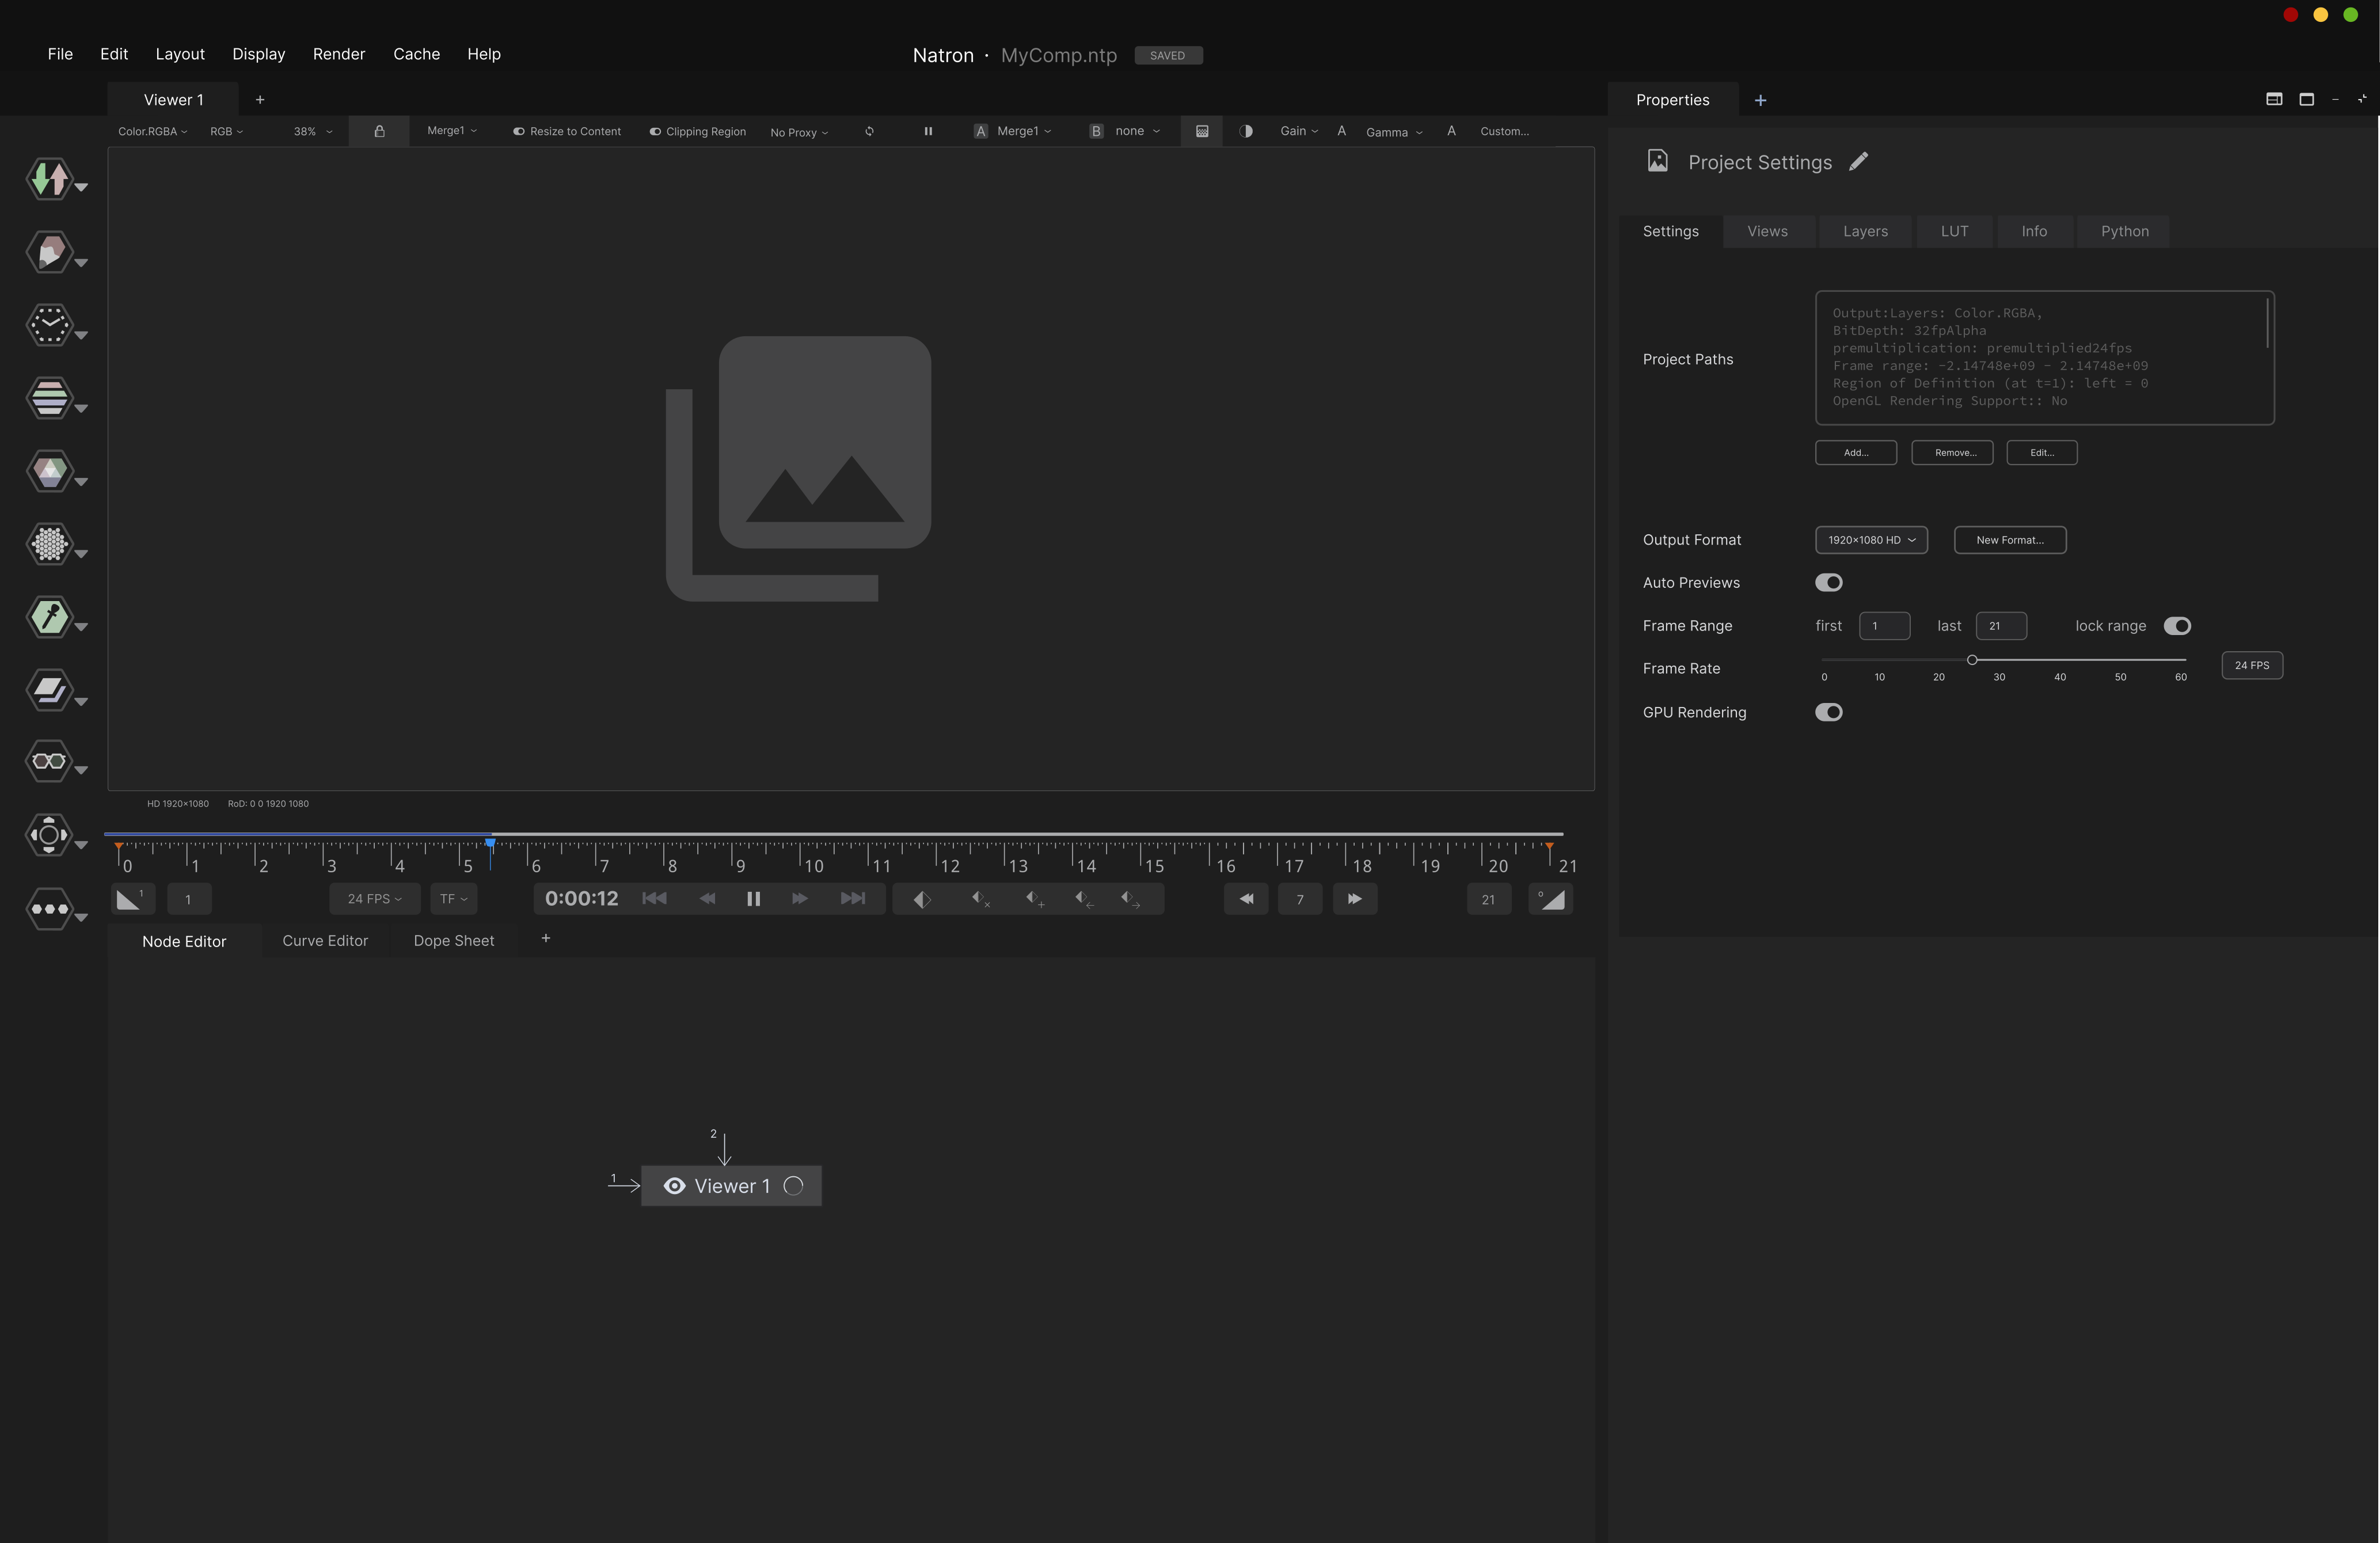 File Edit Layout Display Render Cache Help
Natron · MyComp.ntp SAVED
Viewer 1 +
Color.RGBA RGB 38% Merge1 Resize to Content Clipping Region No Proxy A Merge1 B none Gain A Gamma A Custom...
HD 1920×1080 RoD: 0 0 1920 1080
0 1 2 3 4 5 6 7 8 9 10 11 12 13 14 15 16 17 18 19 20 21
1 1 24 FPS TF 0:00:12 7 21
Node Editor Curve Editor Dope Sheet +
2
1
Viewer 1
Properties +
Project Settings
Settings Views Layers LUT Info Python
Project Paths
Output:Layers: Color.RGBA,
BitDepth: 32fpAlpha
premultiplication: premultiplied24fps
Frame range: -2.14748e+09 - 2.14748e+09
Region of Definition (at t=1): left = 0
OpenGL Rendering Support:: No
Add... Remove... Edit...
Output Format 1920×1080 HD New Format...
Auto Previews
Frame Range first 1 last 21 lock range
Frame Rate 24 FPS
0 10 20 30 40 50 60
GPU Rendering